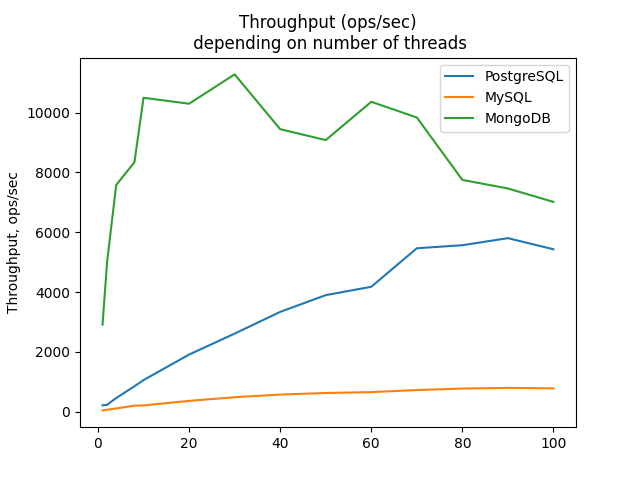 Throughput (ops/sec)
depending on number of threads
PostgreSQL
MySQL
MongoDB
Throughput, ops/sec
10000
8000
6000
4000
2000
0
0 20 40 60 80 100